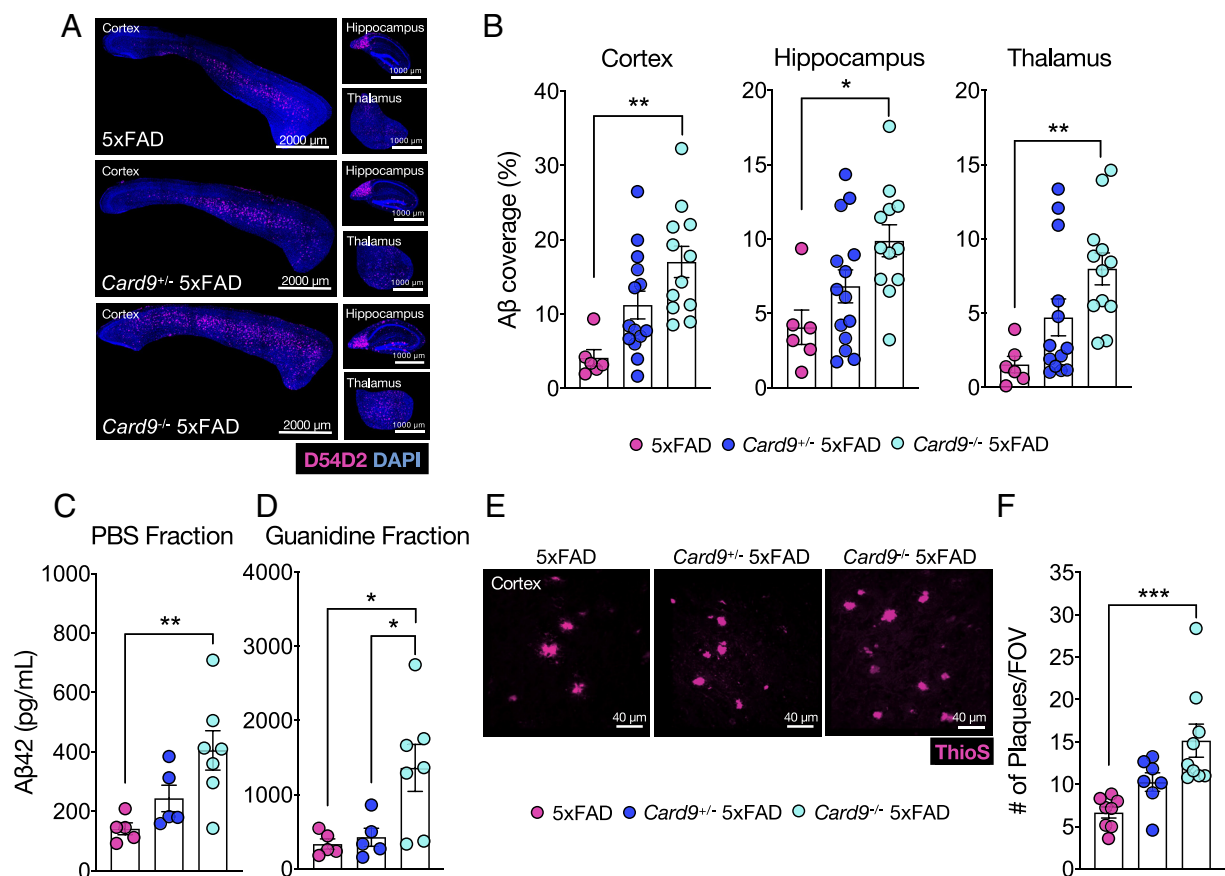 A
Cortex
Hippocampus
1000 µm
Thalamus
1000 µm
5xFAD
2000 µm
Cortex
Hippocampus
1000 µm
Thalamus
1000 µm
Card9+/- 5xFAD
2000 µm
Cortex
Hippocampus
1000 µm
Thalamus
1000 µm
Card9-/- 5xFAD
2000 µm
D54D2 DAPI
B
Cortex
Hippocampus
Thalamus
Aβ coverage (%)
40
30
20
10
0
**
20
15
10
5
0
*
20
15
10
5
0
**
5xFAD Card9+/- 5xFAD Card9-/- 5xFAD
C
PBS Fraction
Aβ42 (pg/mL)
1000
800
600
400
200
0
**
D
Guanidine Fraction
4000
3000
2000
1000
0
*
*
E
5xFAD
Card9+/- 5xFAD
Card9-/- 5xFAD
Cortex
40 µm
40 µm
40 µm
ThioS
5xFAD Card9+/- 5xFAD Card9-/- 5xFAD
F
# of Plaques/FOV
35
30
25
20
15
10
5
0
***